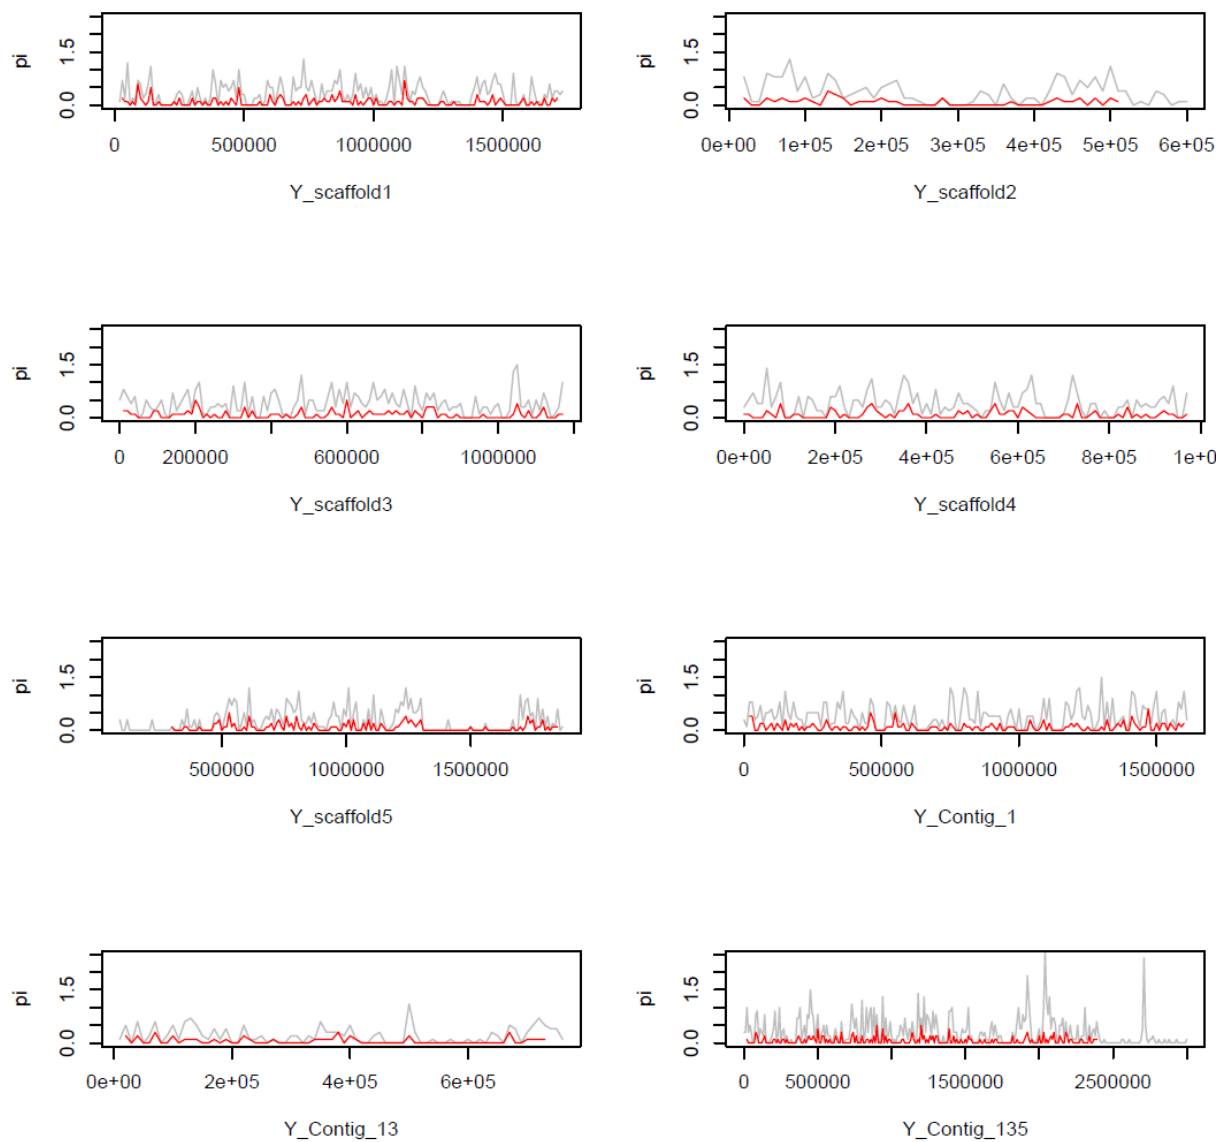 pi
1.5
0.0
0 500000 1000000 1500000
Y_scaffold1
pi
1.5
0.0
0e+00 1e+05 2e+05 3e+05 4e+05 5e+05 6e+05
Y_scaffold2
pi
1.5
0.0
0 200000 600000 1000000
Y_scaffold3
pi
1.5
0.0
0e+00 2e+05 4e+05 6e+05 8e+05 1e+0
Y_scaffold4
pi
1.5
0.0
500000 1000000 1500000
Y_scaffold5
pi
1.5
0.0
0 500000 1000000 1500000
Y_Contig_1
pi
1.5
0.0
0e+00 2e+05 4e+05 6e+05
Y_Contig_13
pi
1.5
0.0
0 500000 1500000 2500000
Y_Contig_135